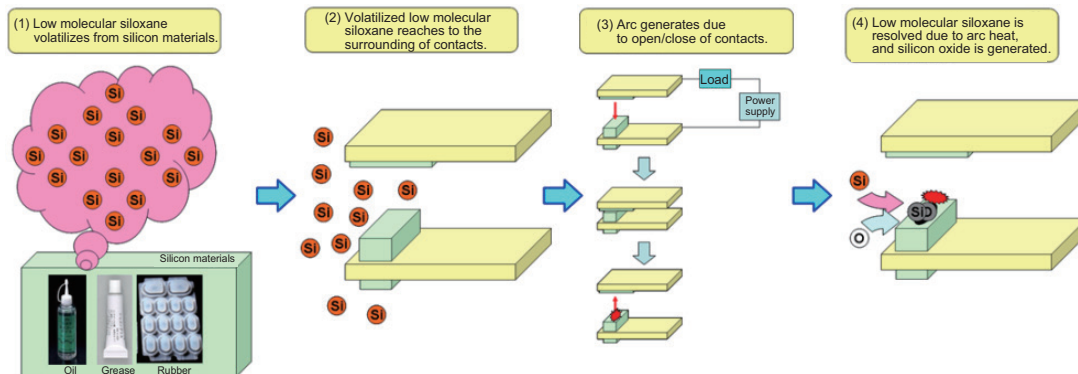 (1) Low molecular siloxane
volatilizes from silicon materials.
(2) Volatilized low molecular
siloxane reaches to the
surrounding of contacts.
(3) Arc generates due
to open/close of contacts.
(4) Low molecular siloxane is
resolved due to arc heat,
and silicon oxide is generated.
Si
Si Si
Si Si Si
Si Si Si Si
Si Si Si Si
Si Si
Si
Silicon materials
Oil Grease Rubber
Si
Si
Si Si Si
Si Si
Si Si
Si
Si
Load
Power
supply
Si
SiO
O